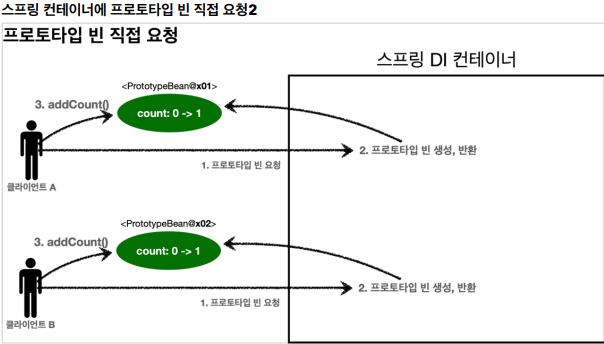 스프링 컨테이너에 프로토타입 빈 직접 요청2
프로토타입 빈 직접 요청
스프링 DI 컨테이너
<PrototypeBean@x01>
3. addCount()
count: 0 -> 1
2. 프로토타입 빈 생성, 반환
1. 프로토타입 빈 요청
클라이언트 A
<PrototypeBean@x02>
3. addCount()
count: 0 -> 1
2. 프로토타입 빈 생성, 반환
1. 프로토타입 빈 요청
클라이언트 B